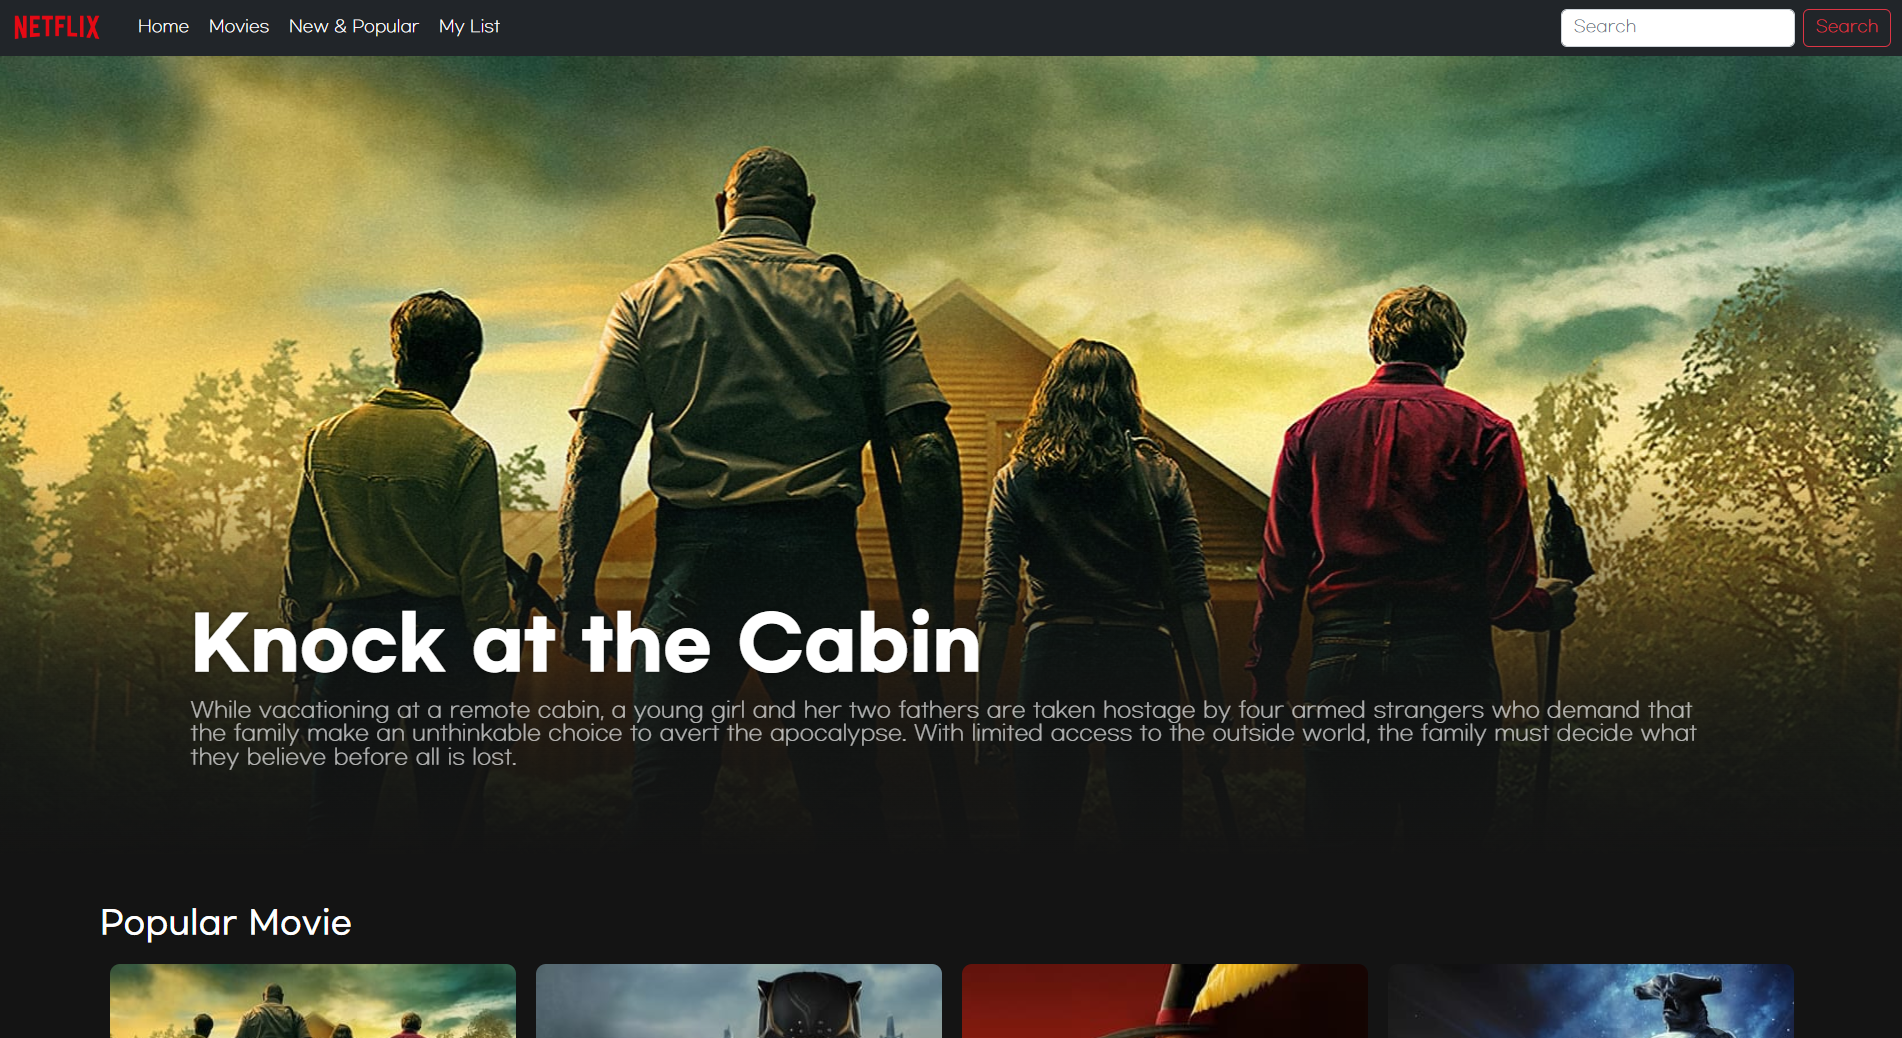 NETFLIX Home Movies New & Popular My List Search Search
Knock at the Cabin
While vacationing at a remote cabin, a young girl and her two fathers are taken hostage by four armed strangers who demand that
the family make an unthinkable choice to avert the apocalypse. With limited access to the outside world, the family must decide what
they believe before all is lost.
Popular Movie